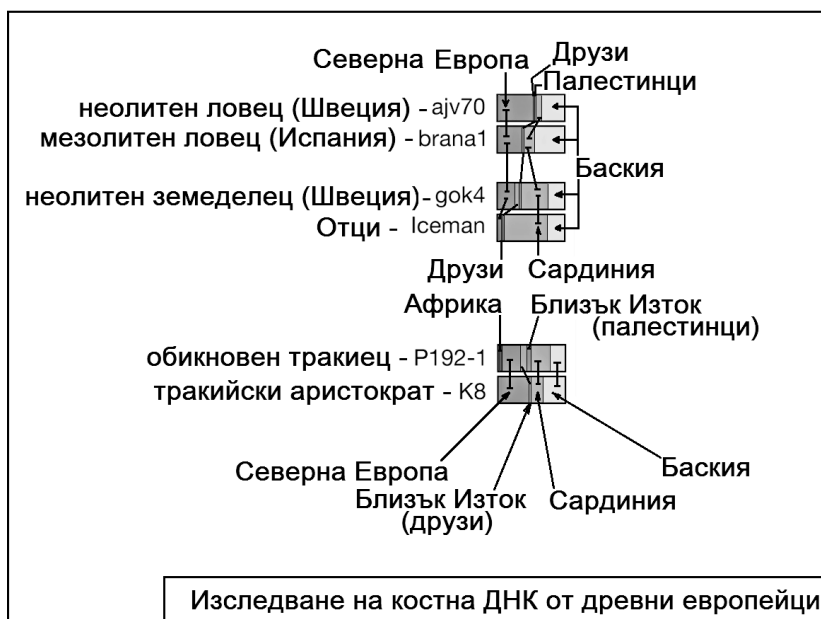 Северна Европа
Друзи
Палестинци
неолитен ловец (Швеция) - ajv70
мезолитен ловец (Испания) - brana1
Баския
неолитен земеделец (Швеция)- gok4
Отци - Iceman
Друзи
Сардиния
Африка
Близък Изток
(палестинци)
обикновен тракиец - P192-1
тракийски аристократ - K8
Северна Европа
Баския
Близък Изток
(друзи)
Сардиния
Изследване на костна ДНК от древни европейци